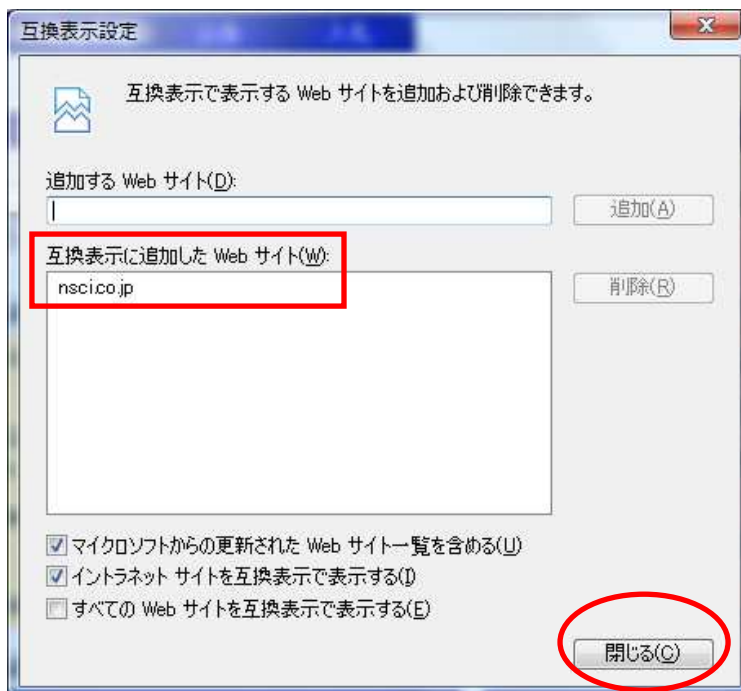 互換表示設定
互換表示で表示する Web サイトを追加および削除できます。
追加する Web サイト(D):
追加(A)
互換表示に追加した Web サイト(W):
nsci.co.jp
削除(R)
マイクロソフトからの更新された Web サイト一覧を含める(U)
イントラネット サイトを互換表示で表示する(I)
すべての Web サイトを互換表示で表示する(E)
閉じる(C)